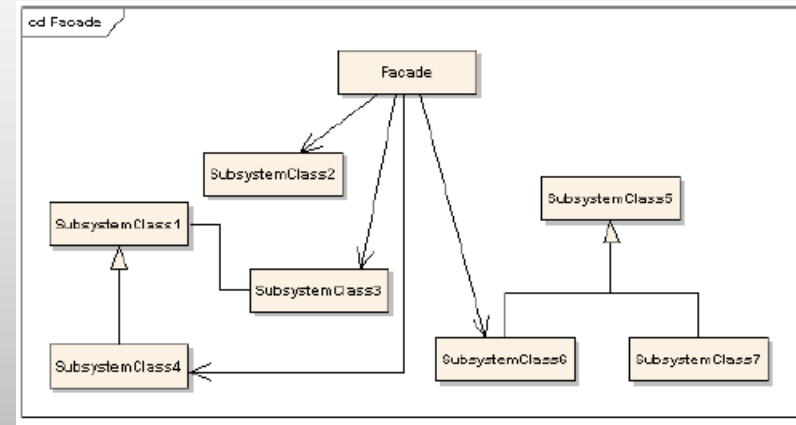 cd Facade
Facade
SubsystemClass2
SubsystemClass5
SubsystemClass1
SubsystemClass3
SubsystemClass4
SubsystemClass6
SubsystemClass7